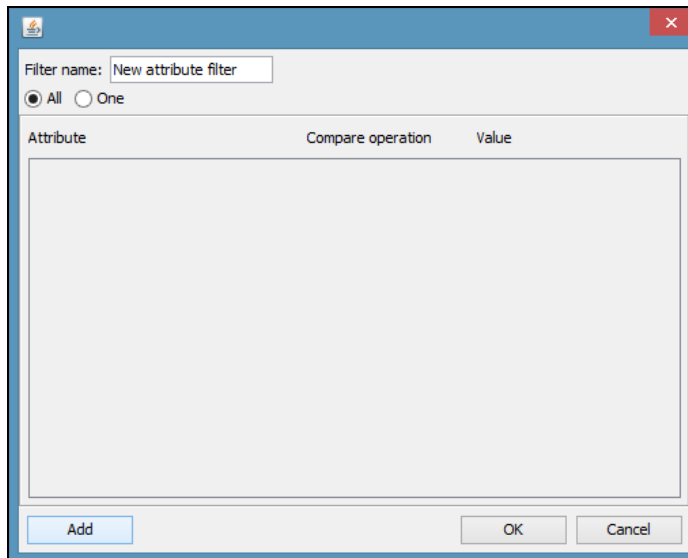 Filter name: New attribute filter
All One
Attribute Compare operation Value
Add OK Cancel